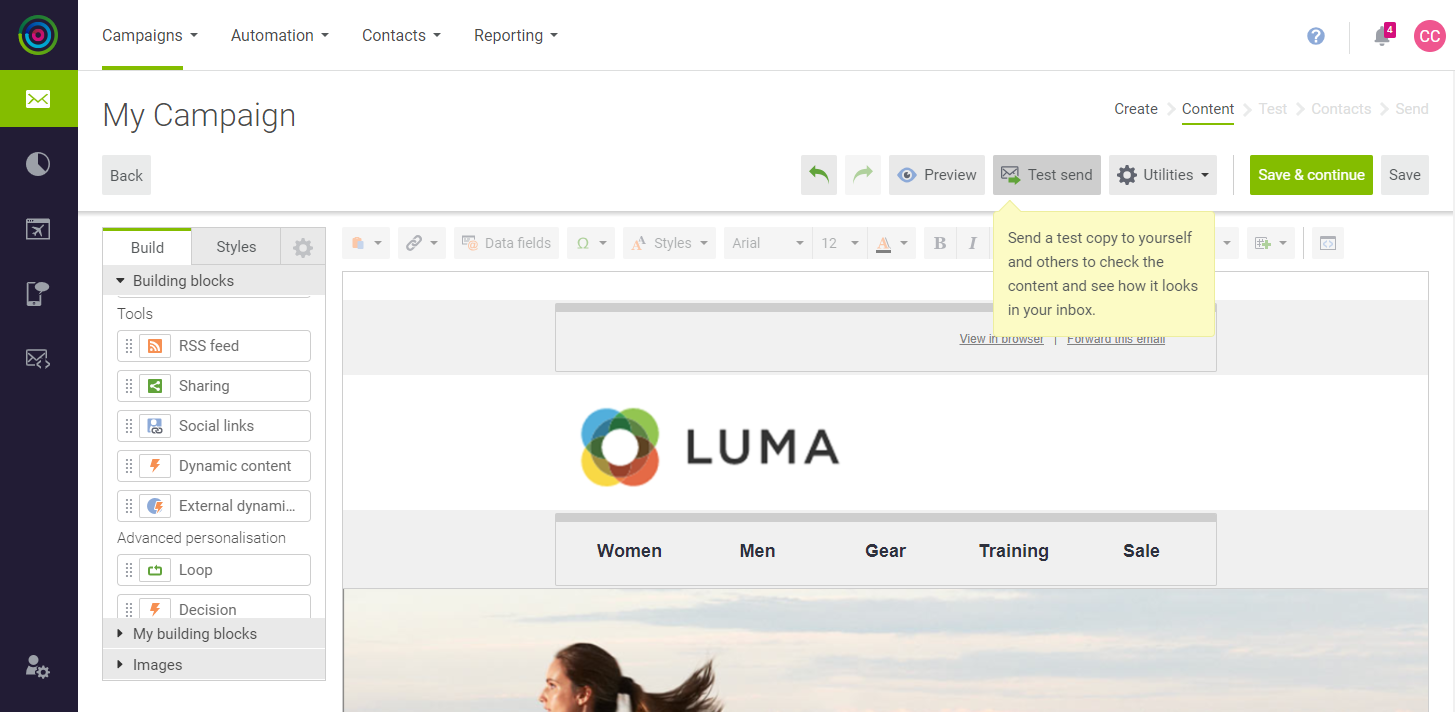 Campaigns Automation Contacts Reporting ? 4 CC
My Campaign
Create Content Test Contacts Send
Back Preview Test send Utilities Save & continue Save
Build Styles
Data fields Ω A Styles Arial 12 A B I
Send a test copy to yourself
and others to check the
content and see how it looks
in your inbox.
Building blocks
Tools
RSS feed
Sharing
Social links
Dynamic content
External dynami...
Advanced personalisation
Loop
Decision
My building blocks
Images
View in browser | Forward this email
LUMA
Women Men Gear Training Sale